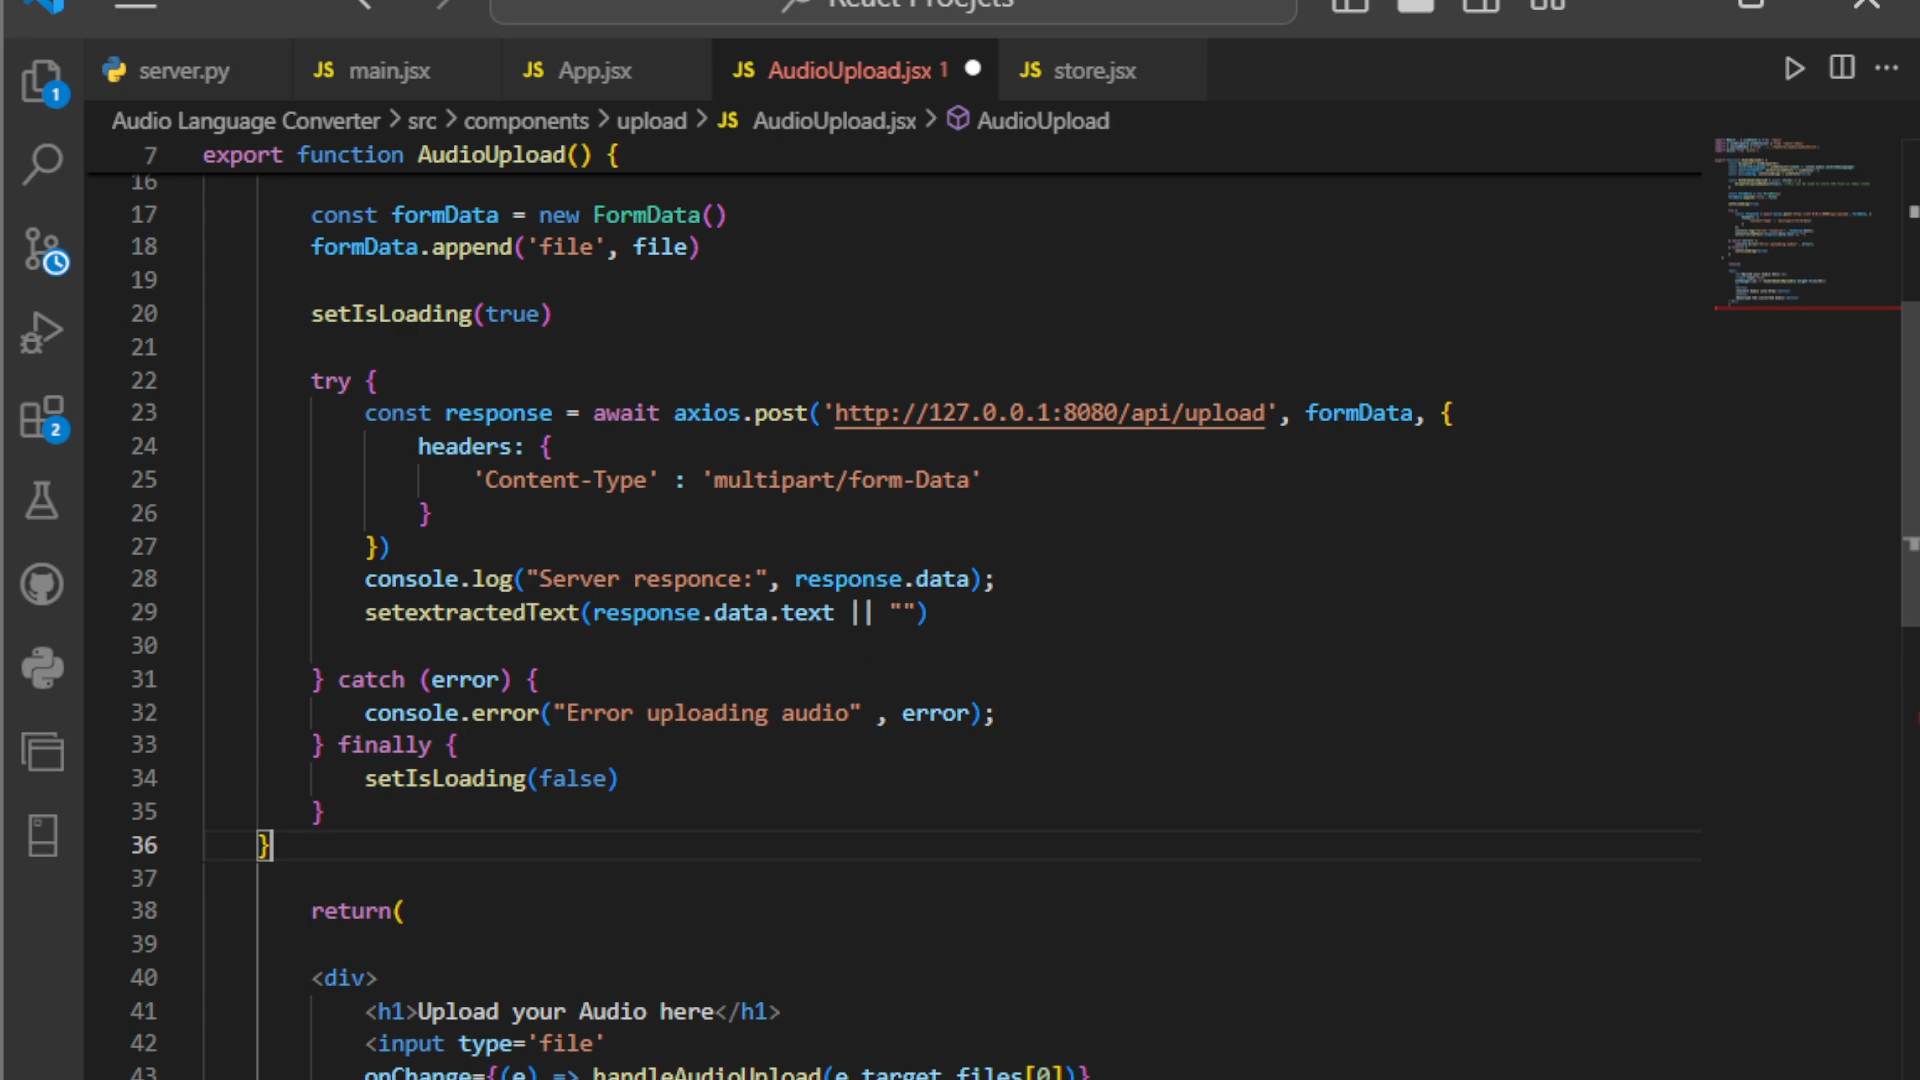 React Proejets
server.py
JS main.jsx
JS App.jsx
JS AudioUpload.jsx 1
JS store.jsx
Audio Language Converter > src > components > upload > JS AudioUpload.jsx > AudioUpload
7 export function AudioUpload() {
16
17 const formData = new FormData()
18 formData.append('file', file)
19
20 setIsLoading(true)
21
22 try {
23 const response = await axios.post('http://127.0.0.1:8080/api/upload', formData, {
24 headers: {
25 'Content-Type' : 'multipart/form-Data'
26 }
27 })
28 console.log("Server responce:", response.data);
29 setextractedText(response.data.text || "")
30
31 } catch (error) {
32 console.error("Error uploading audio" , error);
33 } finally {
34 setIsLoading(false)
35 }
36 }
37
38 return(
39
40 <div>
41 <h1>Upload your Audio here</h1>
42 <input type='file'
43 onChange={(e) => handleAudioUpload(e.target.files[0])}
1
2